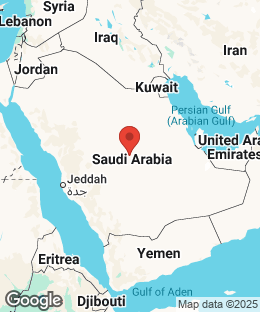 Syria
Lebanon
Iraq
Iran
Jordan
Kuwait
Persian Gulf
(Arabian Gulf)
United Ara
Emirates
Saudi Arabia
Jeddah
جدة
Yemen
Eritrea
Gulf of Aden
Djibouti
Google
Map data ©2025